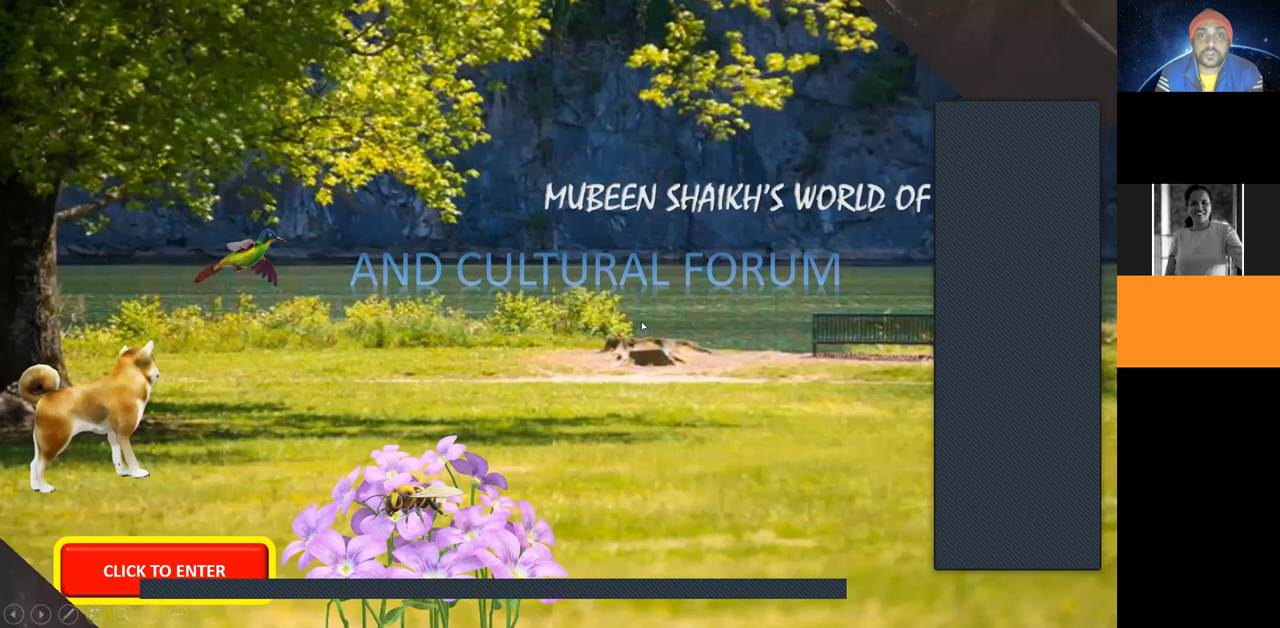 MUBEEN SHAIKH'S WORLD OF
AND CULTURAL FORUM
CLICK TO ENTER